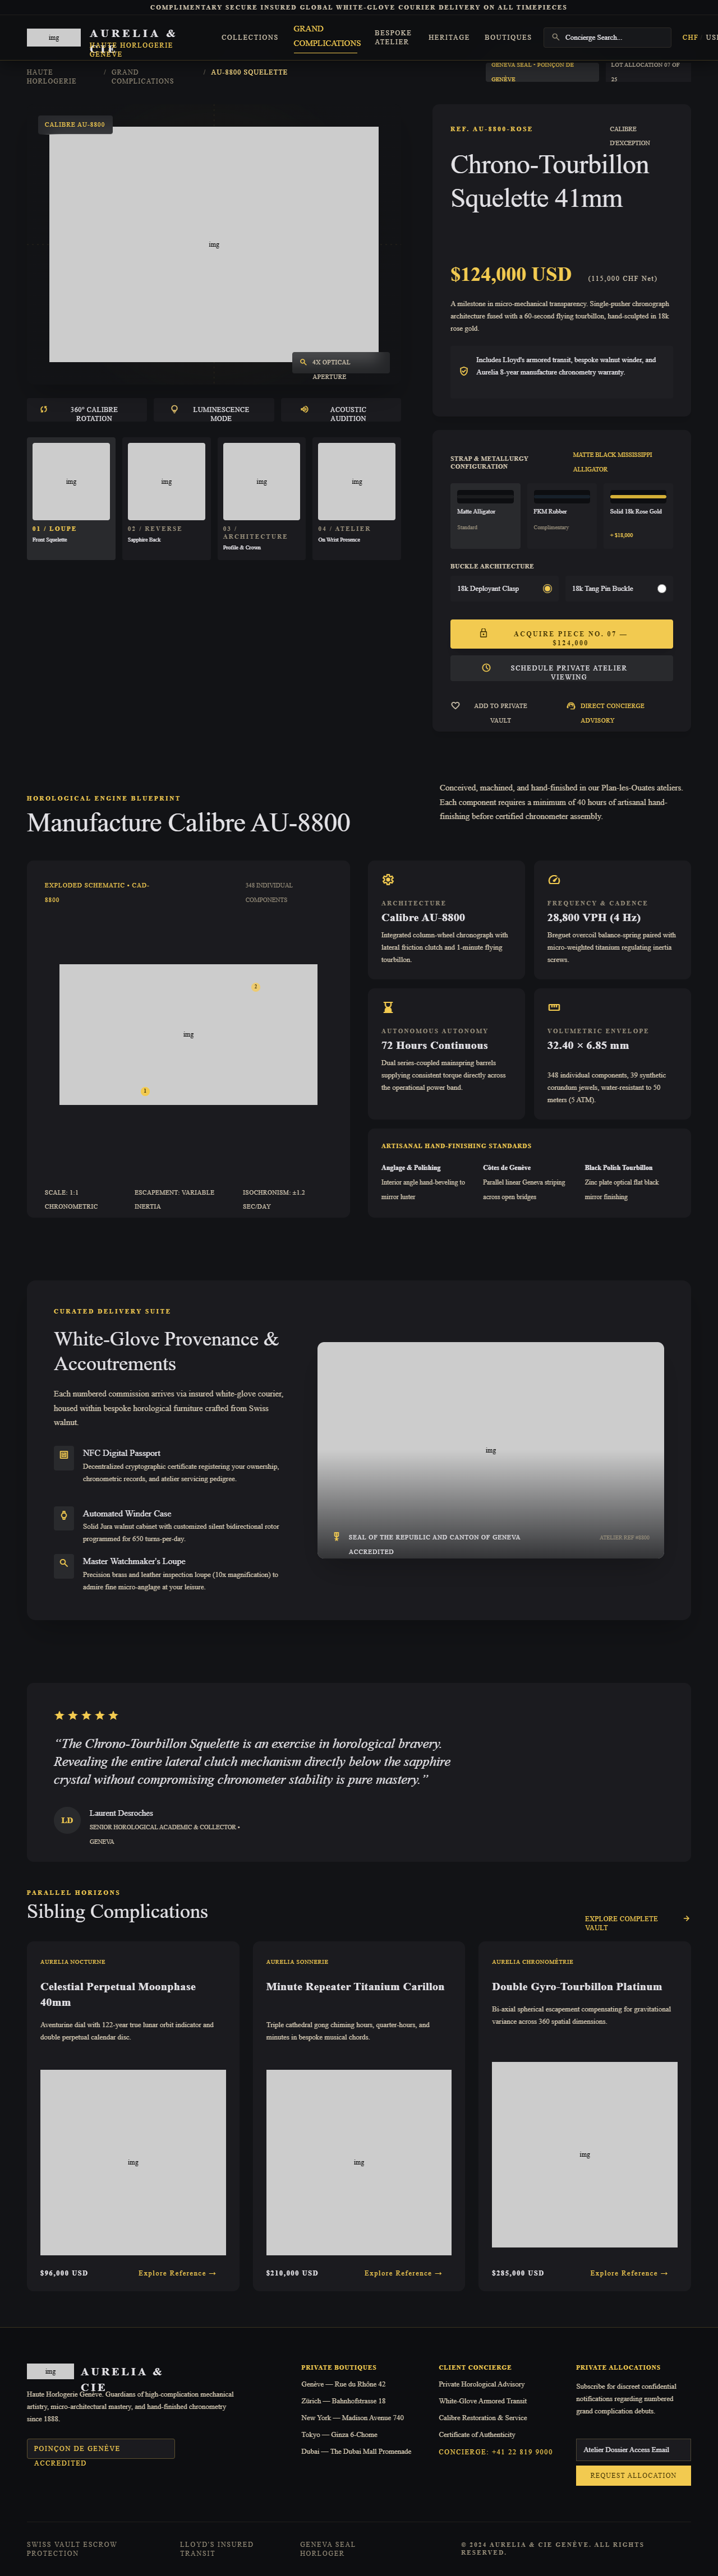 COMPLIMENTARY SECURE INSURED GLOBAL WHITE-GLOVE COURIER DELIVERY ON ALL TIMEPIECES
img
AURELIA &
CIE
HAUTE HORLOGERIE
GENÈVE
COLLECTIONS
GRAND
COMPLICATIONS
BESPOKE
ATELIER
HERITAGE
BOUTIQUES
Concierge Search...
CHF
HAUTE
HORLOGERIE
/
GRAND
COMPLICATIONS
/
AU-8800 SQUELETTE
GENEVA SEAL • POINÇON DE
GENÈVE
LOT ALLOCATION 07 OF
25
CALIBRE AU-8800
img
4X OPTICAL
APERTURE
360° CALIBRE
ROTATION
LUMINESCENCE
MODE
ACOUSTIC
AUDITION
img
01 / LOUPE
Front Squelette
img
02 / REVERSE
Sapphire Back
img
03 /
ARCHITECTURE
Profile & Crown
img
04 / ATELIER
On Wrist Presence
REF. AU-8800-ROSE
CALIBRE
D'EXCEPTION
Chrono-Tourbillon
Squelette 41mm
$124,000 USD
(115,000 CHF Net)
A milestone in micro-mechanical transparency. Single-pusher chronograph
architecture fused with a 60-second flying tourbillon, hand-sculpted in 18k
rose gold.
Includes Lloyd's armored transit, bespoke walnut winder, and
Aurelia 8-year manufacture chronometry warranty.
STRAP & METALLURGY
CONFIGURATION
MATTE BLACK MISSISSIPPI
ALLIGATOR
Matte Alligator
Standard
FKM Rubber
Complimentary
Solid 18k Rose Gold
+ $18,000
BUCKLE ARCHITECTURE
18k Deployant Clasp
18k Tang Pin Buckle
ACQUIRE PIECE NO. 07 —
$124,000
SCHEDULE PRIVATE ATELIER
VIEWING
ADD TO PRIVATE
VAULT
DIRECT CONCIERGE
ADVISORY
HOROLOGICAL ENGINE BLUEPRINT
Manufacture Calibre AU-8800
Conceived, machined, and hand-finished in our Plan-les-Ouates ateliers.
Each component requires a minimum of 40 hours of artisanal hand-
finishing before certified chronometer assembly.
EXPLODED SCHEMATIC • CAD-
8800
348 INDIVIDUAL
COMPONENTS
2
img
1
SCALE: 1:1
CHRONOMETRIC
ESCAPEMENT: VARIABLE
INERTIA
ISOCHRONISM: ±1.2
SEC/DAY
ARCHITECTURE
Calibre AU-8800
Integrated column-wheel chronograph with
lateral friction clutch and 1-minute flying
tourbillon.
FREQUENCY & CADENCE
28,800 VPH (4 Hz)
Breguet overcoil balance-spring paired with
micro-weighted titanium regulating inertia
screws.
AUTONOMOUS AUTONOMY
72 Hours Continuous
Dual series-coupled mainspring barrels
supplying consistent torque directly across
the operational power band.
VOLUMETRIC ENVELOPE
32.40 × 6.85 mm
348 individual components, 39 synthetic
corundum jewels, water-resistant to 50
meters (5 ATM).
ARTISANAL HAND-FINISHING STANDARDS
Anglage & Polishing
Interior angle hand-beveling to
mirror luster
Côtes de Genève
Parallel linear Geneva striping
across open bridges
Black Polish Tourbillon
Zinc plate optical flat black
mirror finishing
CURATED DELIVERY SUITE
White-Glove Provenance &
Accoutrements
Each numbered commission arrives via insured white-glove courier,
housed within bespoke horological furniture crafted from Swiss
walnut.
NFC Digital Passport
Decentralized cryptographic certificate registering your ownership,
chronometric records, and atelier servicing pedigree.
Automated Winder Case
Solid Jura walnut cabinet with customized silent bidirectional rotor
programmed for 650 turns-per-day.
Master Watchmaker's Loupe
Precision brass and leather inspection loupe (10x magnification) to
admire fine micro-anglage at your leisure.
img
SEAL OF THE REPUBLIC AND CANTON OF GENEVA
ACCREDITED
ATELIER REF #8800
“The Chrono-Tourbillon Squelette is an exercise in horological bravery.
Revealing the entire lateral clutch mechanism directly below the sapphire
crystal without compromising chronometer stability is pure mastery.”
LD
Laurent Desroches
SENIOR HOROLOGICAL ACADEMIC & COLLECTOR •
GENEVA
PARALLEL HORIZONS
Sibling Complications
EXPLORE COMPLETE
VAULT
AURELIA NOCTURNE
Celestial Perpetual Moonphase
40mm
Aventurine dial with 122-year true lunar orbit indicator and
double perpetual calendar disc.
img
$96,000 USD
Explore Reference →
AURELIA SONNERIE
Minute Repeater Titanium Carillon
Triple cathedral gong chiming hours, quarter-hours, and
minutes in bespoke musical chords.
img
$210,000 USD
Explore Reference →
AURELIA CHRONOMÈTRIE
Double Gyro-Tourbillon Platinum
Bi-axial spherical escapement compensating for gravitational
variance across 360 spatial dimensions.
img
$285,000 USD
Explore Reference →
img
AURELIA &
CIE
Haute Horlogerie Genève. Guardians of high-complication mechanical
artistry, micro-architectural mastery, and hand-finished chronometry
since 1888.
POINÇON DE GENÈVE
ACCREDITED
PRIVATE BOUTIQUES
Genève — Rue du Rhône 42
Zürich — Bahnhofstrasse 18
New York — Madison Avenue 740
Tokyo — Ginza 6-Chome
Dubai — The Dubai Mall Promenade
CLIENT CONCIERGE
Private Horological Advisory
White-Glove Armored Transit
Calibre Restoration & Service
Certificate of Authenticity
CONCIERGE: +41 22 819 9000
PRIVATE ALLOCATIONS
Subscribe for discreet confidential
notifications regarding numbered
grand complication debuts.
Atelier Dossier Access Email
REQUEST ALLOCATION
SWISS VAULT ESCROW
PROTECTION
LLOYD'S INSURED
TRANSIT
GENEVA SEAL
HORLOGER
© 2024 AURELIA & CIE GENÈVE. ALL RIGHTS
RESERVED.